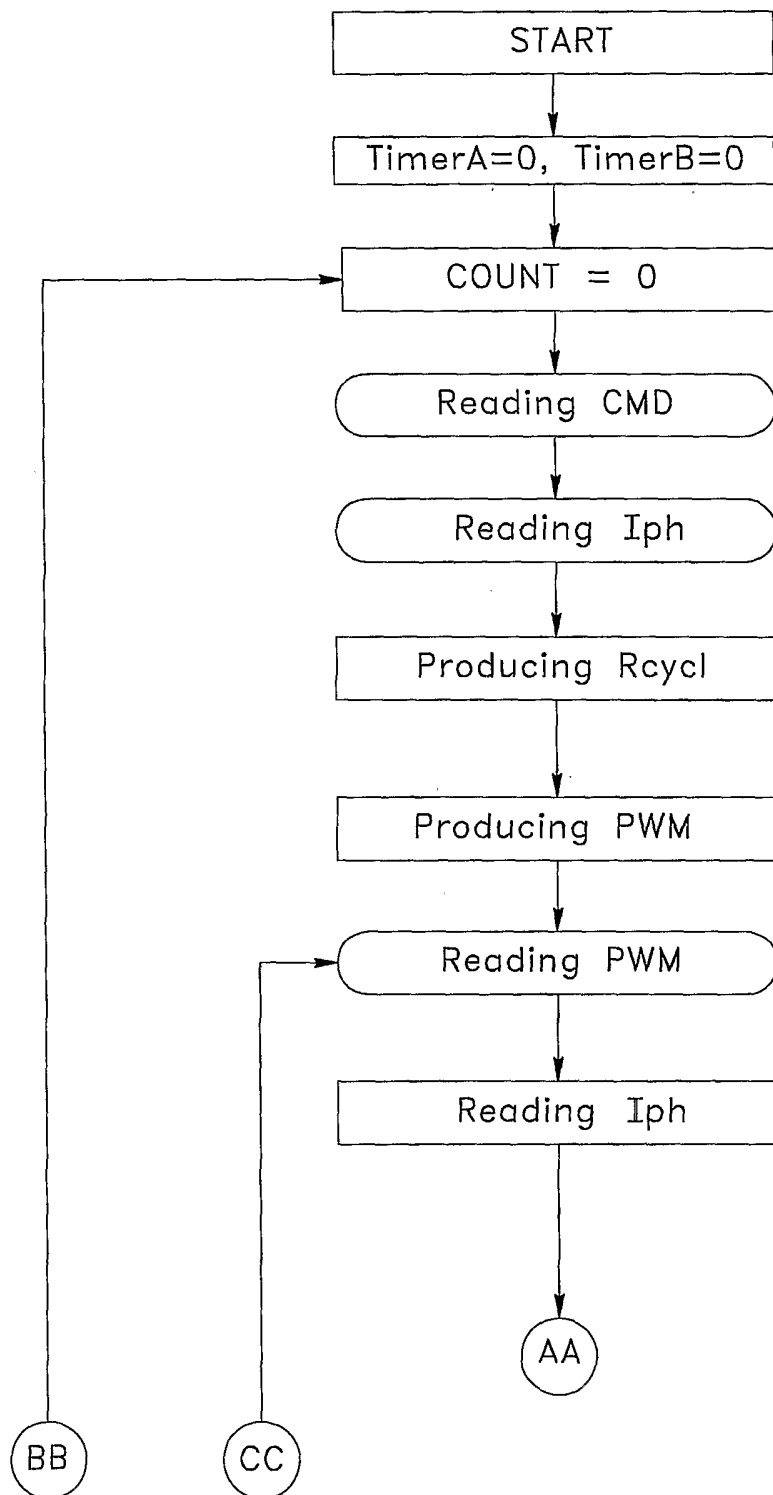 START
TimerA=0, TimerB=0
COUNT = 0
Reading CMD
Reading Iph
Producing Rcycl
Producing PWM
Reading PWM
Reading Iph
AA
BB
CC